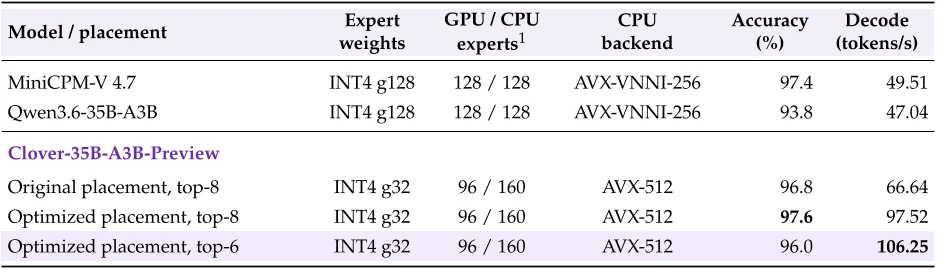 Model / placement Expert weights GPU / CPU experts¹ CPU backend Accuracy (%) Decode (tokens/s)
MiniCPM-V 4.7 INT4 g128 128 / 128 AVX-VNNI-256 97.4 49.51
Qwen3.6-35B-A3B INT4 g128 128 / 128 AVX-VNNI-256 93.8 47.04
Clover-35B-A3B-Preview
Original placement, top-8 INT4 g32 96 / 160 AVX-512 96.8 66.64
Optimized placement, top-8 INT4 g32 96 / 160 AVX-512 97.6 97.52
Optimized placement, top-6 INT4 g32 96 / 160 AVX-512 96.0 106.25